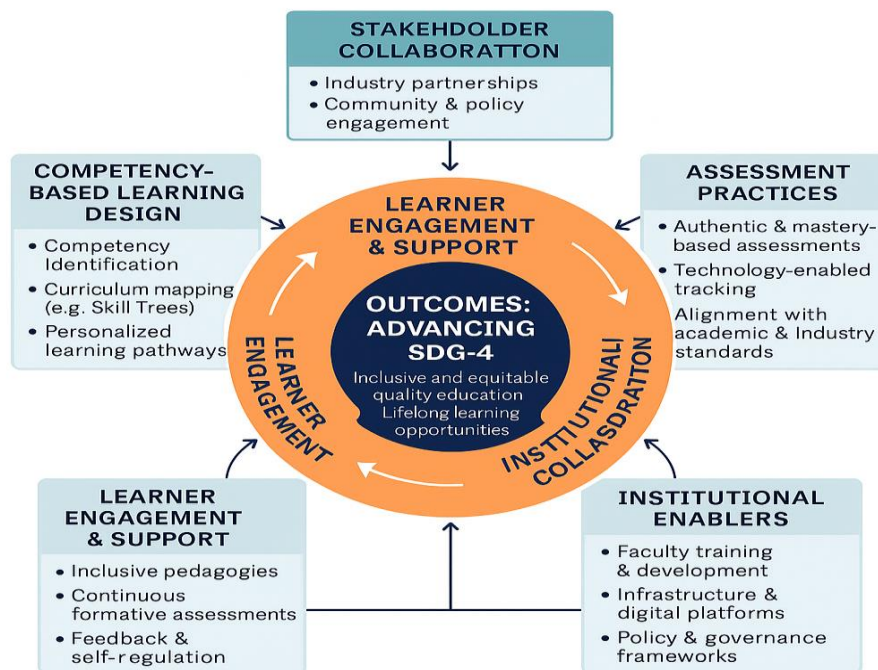 STAKEHDOLDER
COLLABORATTON
• Industry partnerships
• Community & policy
engagement
COMPETENCY-
BASED LEARNING
DESIGN
• Competency
Identification
• Curriculum mapping
(e.g. Skill Trees)
• Personalized
learning pathways
ASSESSMENT
PRACTICES
• Authentic & mastery-
based assessments
• Technology-enabled
tracking
Alignment with
academic & Industry
standards
LEARNER
ENGAGEMENT
& SUPPORT
LEARNER
ENGAGEMENT
INSTITUTIONAL
COLLASDRATION
OUTCOMES:
ADVANCING
SDG-4
Inclusive and equitable
quality education
Lifelong learning
opportunities
LEARNER
ENGAGEMENT
& SUPPORT
• Inclusive pedagogies
• Continuous
formative assessments
• Feedback &
self-regulation
INSTITUTIONAL
ENABLERS
• Faculty training
& development
• Infrastructure &
digital platforms
• Policy & governance
frameworks